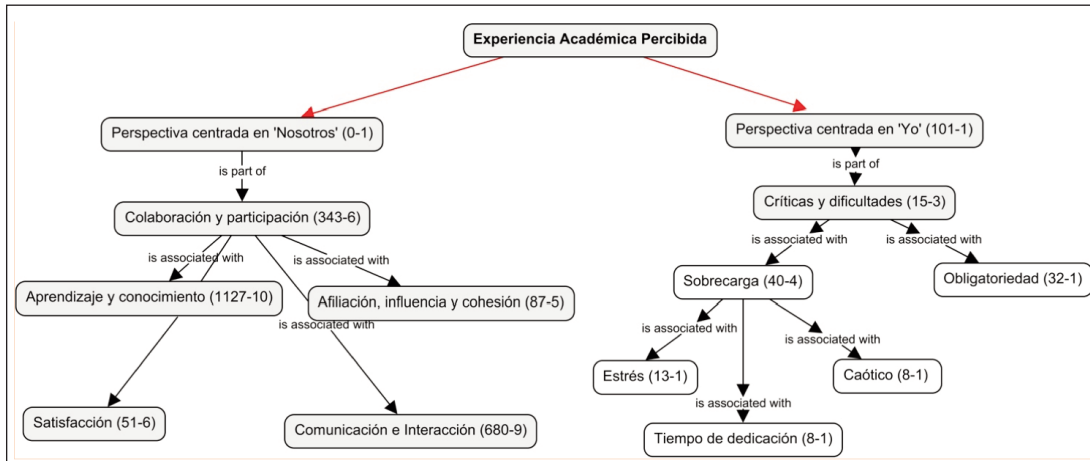 Experiencia Académica Percibida
Perspectiva centrada en 'Nosotros' (0-1)
Perspectiva centrada en 'Yo' (101-1)
is part of
is part of
Colaboración y participación (343-6)
Críticas y dificultades (15-3)
is associated with
is associated with
is associated with
is associated with
Aprendizaje y conocimiento (1127-10)
Afiliación, influencia y cohesión (87-5)
Sobrecarga (40-4)
Obligatoriedad (32-1)
is associated with
is associated with
is associated with
Estrés (13-1)
Caótico (8-1)
is associated with
Satisfacción (51-6)
Comunicación e Interacción (680-9)
Tiempo de dedicación (8-1)